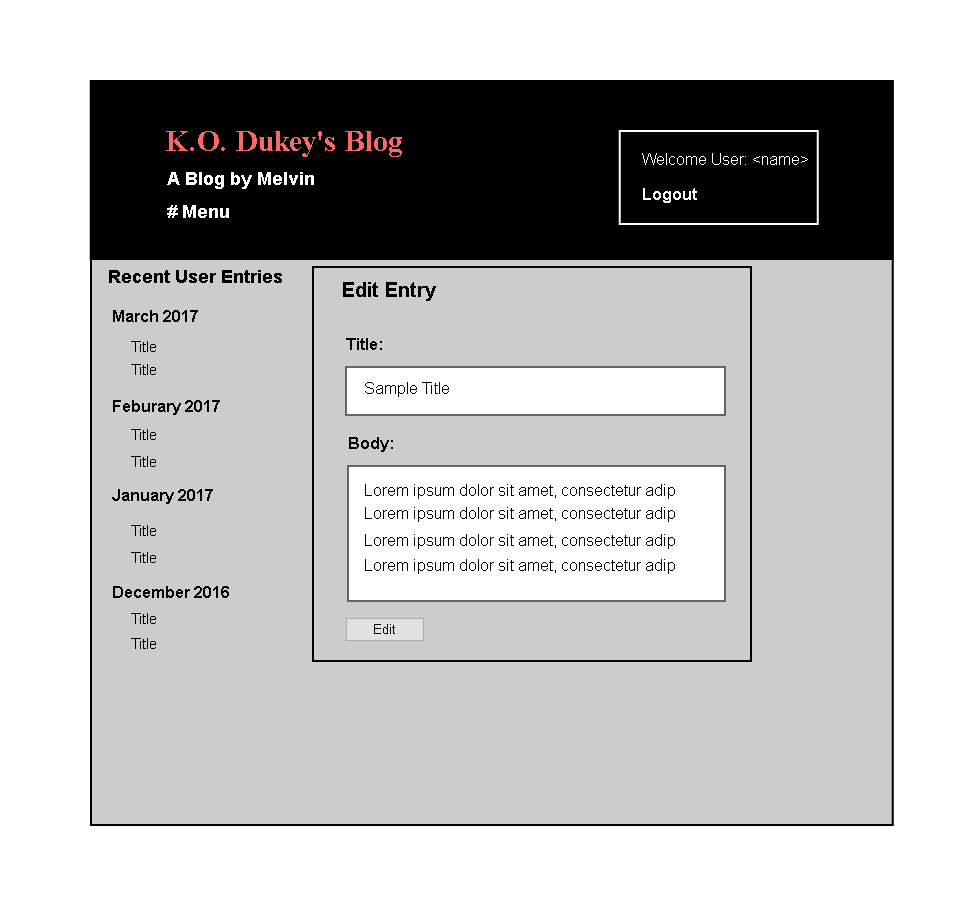 K.O. Dukey's Blog
A Blog by Melvin
# Menu
Welcome User: <name>
Logout
Recent User Entries
March 2017
Title
Title
Feburary 2017
Title
Title
January 2017
Title
Title
December 2016
Title
Title
Edit Entry
Title:
Sample Title
Body:
Lorem ipsum dolor sit amet, consectetur adip
Lorem ipsum dolor sit amet, consectetur adip
Lorem ipsum dolor sit amet, consectetur adip
Lorem ipsum dolor sit amet, consectetur adip
Edit